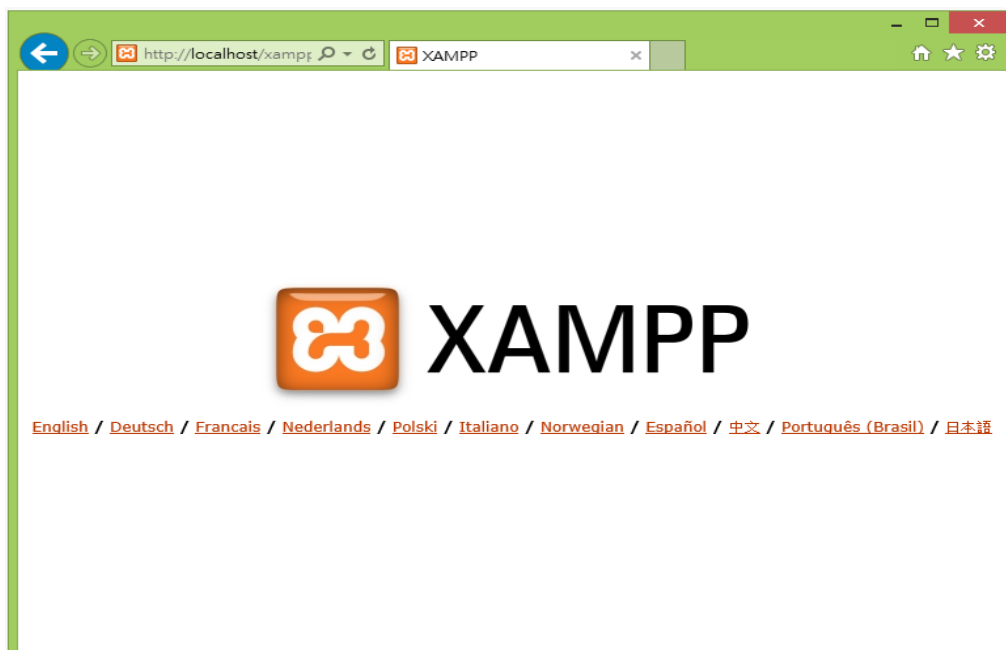 http://localhost/xampp
XAMPP
XAMPP
English / Deutsch / Francais / Nederlands / Polski / Italiano / Norwegian / Español / 中文 / Português (Brasil) / 日本語